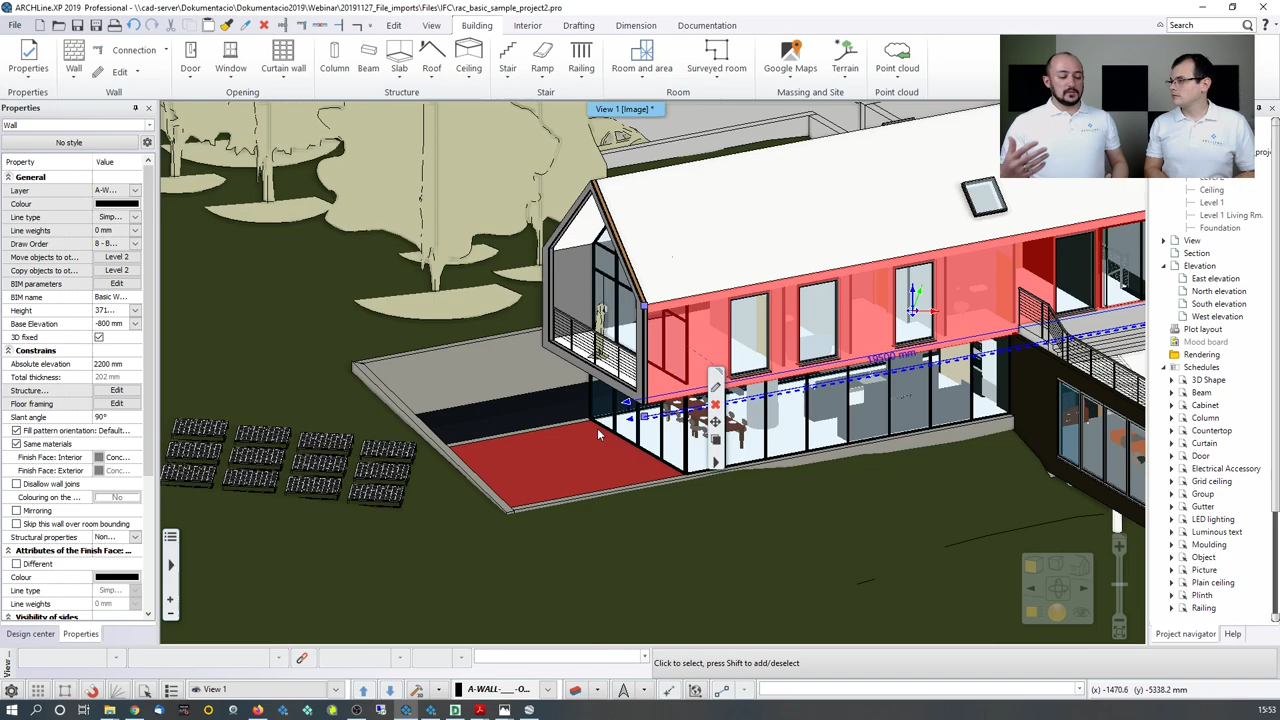 ARCHLine.XP 2019 Professional - \\cad-server\Dokumentacio\Dokumentacio2019\Webinar\20191127_File_imports\Files\IFC\rac_basic_sample_project2.pro
File
Edit
View
Building
Interior
Drafting
Dimension
Documentation
Search
Properties
Wall
Connection
Edit
Door
Window
Curtain wall
Column
Beam
Slab
Roof
Ceiling
Stair
Ramp
Railing
Room and area
Surveyed room
Google Maps
Terrain
Point cloud
Properties
Wall
Opening
Structure
Stair
Room
Massing and Site
Point cloud
Properties
View 1 [Image] *
Wall
No style
Property Value
General
Layer A-W...
Colour
Line type Simp...
Line weights 0 mm
Draw Order 8 - B...
Move objects to ot... Level 2
Copy objects to ot... Level 2
BIM parameters Edit
BIM name Basic W...
Height 371...
Base Elevation -800 mm
3D fixed
Constrains
Absolute elevation 2200 mm
Total thickness: 202 mm
Structure... Edit
Floor framing Edit
Slant angle 90°
Fill pattern orientation: Default...
Same materials
Finish Face: Interior Conc...
Finish Face: Exterior Conc...
Disallow wall joins
Colouring on the ... No
Mirroring
Skip this wall over room bounding
Structural properties Non...
Attributes of the Finish Face: ...
Different
Colour
Line type Simp...
Line weights 0 mm
Visibility of sides
Design center
Properties
Ceiling
Level 1
Level 1 Living Rm.
Foundation
View
Section
Elevation
East elevation
North elevation
South elevation
West elevation
Plot layout
Mood board
Rendering
Schedules
3D Shape
Beam
Cabinet
Column
Countertop
Curtain
Door
Electrical Accessory
Grid ceiling
Group
Gutter
LED lighting
Luminous text
Moulding
Object
Picture
Plain ceiling
Plinth
Railing
Project navigator
Help
View
Click to select, press Shift to add/deselect
View 1
A-WALL-___-O...
(x) -1470.6 (x) -5338.2 mm
15:53